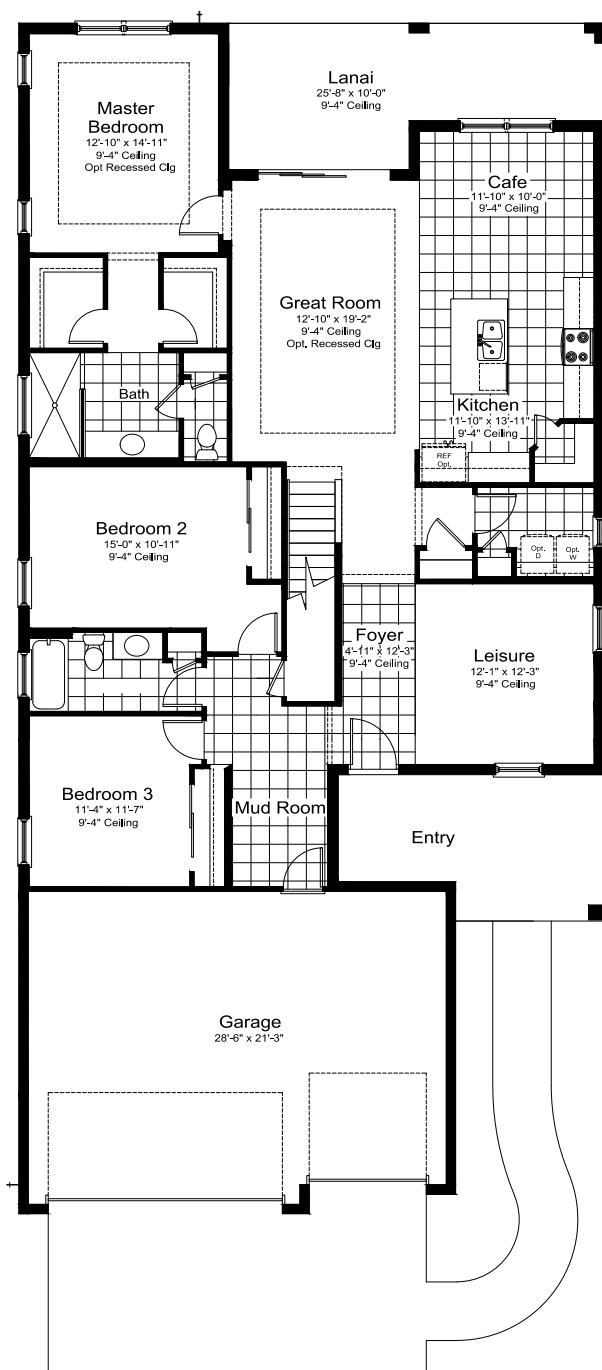 Lanai
25'-8" x 10'-0"
9'-4" Ceiling
Master
Bedroom
12'-10" x 14'-11"
9'-4" Ceiling
Opt Recessed Clg
Cafe
11'-10" x 10'-0"
9'-4" Ceiling
Great Room
12'-10" x 19'-2"
9'-4" Ceiling
Opt. Recessed Clg
Bath
Kitchen
11'-10" x 13'-11"
9'-4" Ceiling
REF
Opt.
Bedroom 2
15'-0" x 10'-11"
9'-4" Ceiling
Opt.
D
Opt.
W
Foyer
4'-11" x 12'-3"
9'-4" Ceiling
Leisure
12'-1" x 12'-3"
9'-4" Ceiling
Bedroom 3
11'-4" x 11'-7"
9'-4" Ceiling
Mud Room
Entry
Garage
28'-6" x 21'-3"